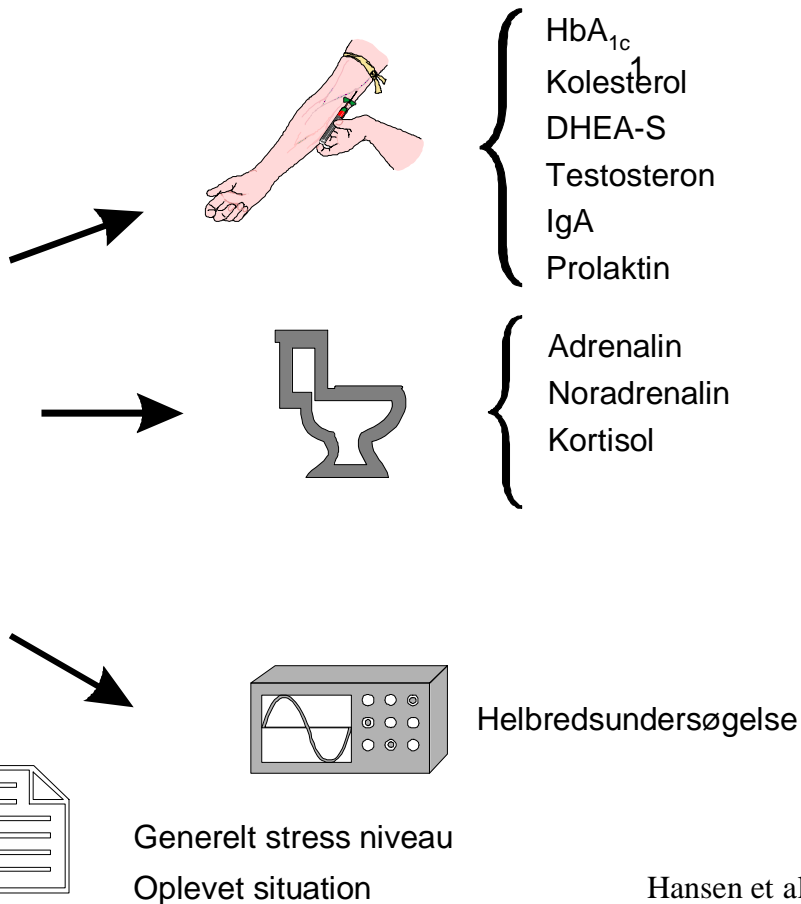 HbA1c
1
Kolesterol
DHEA-S
Testosteron
IgA
Prolaktin
Adrenalin
Noradrenalin
Kortisol
Helbredsundersøgelse
Generelt stress niveau
Oplevet situation
Hansen et al